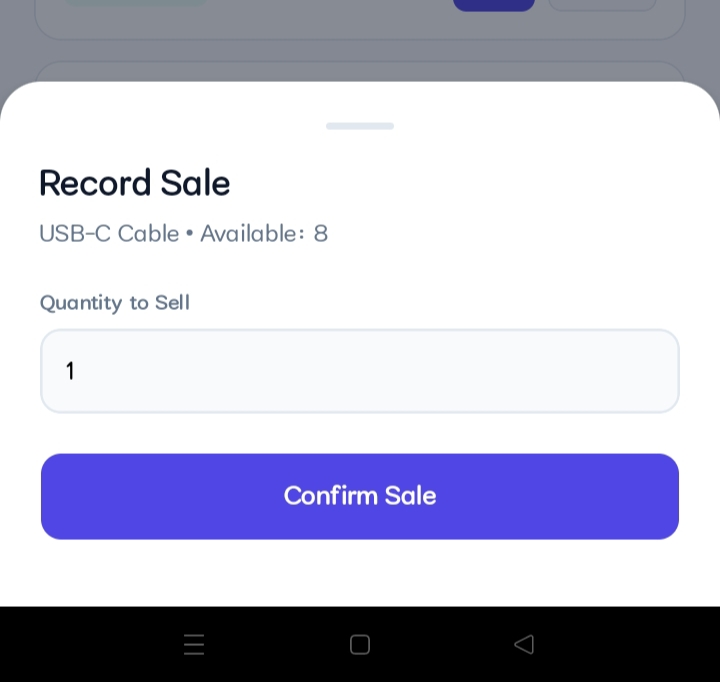 Record Sale
USB-C Cable • Available: 8
Quantity to Sell
1
Confirm Sale